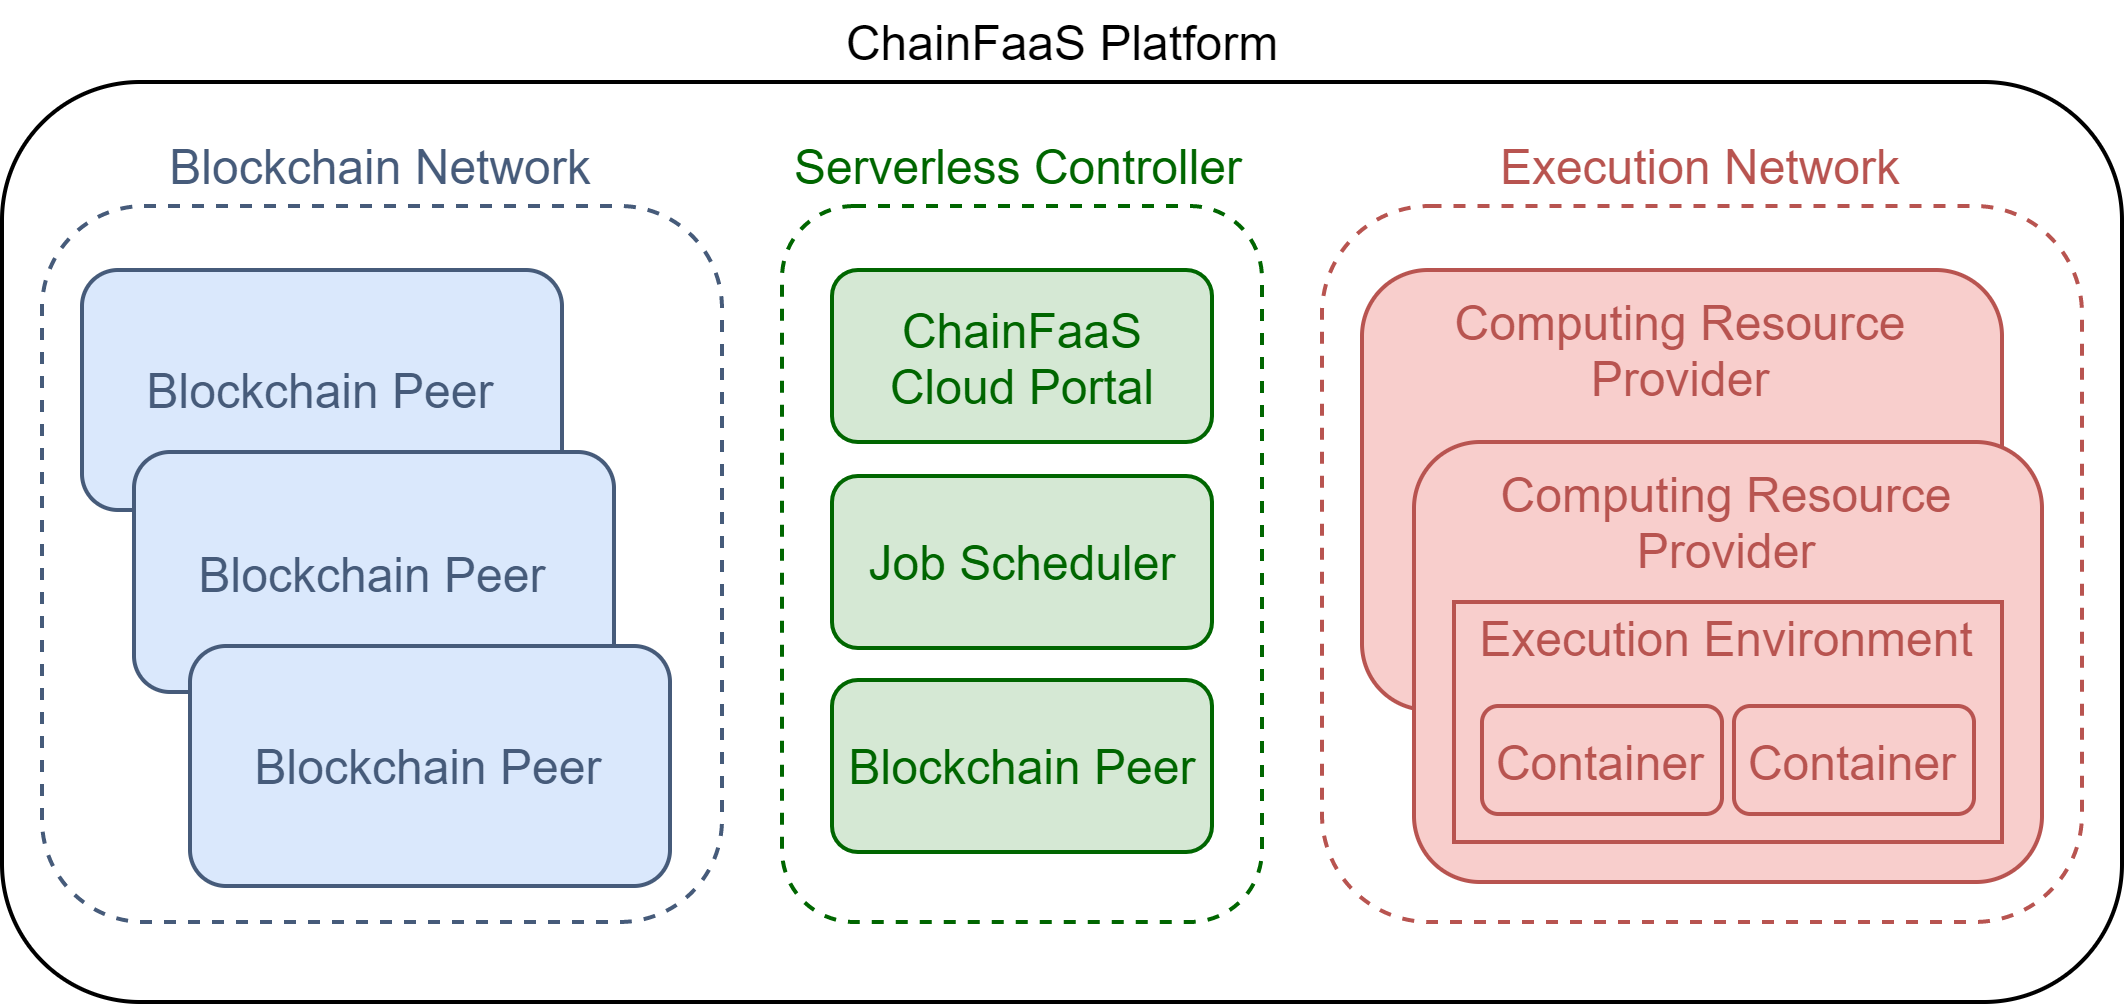 ChainFaaS Platform
Blockchain Network
Blockchain Peer
Blockchain Peer
Blockchain Peer
Serverless Controller
ChainFaaS
Cloud Portal
Job Scheduler
Blockchain Peer
Execution Network
Computing Resource
Provider
Computing Resource
Provider
Execution Environment
Container
Container